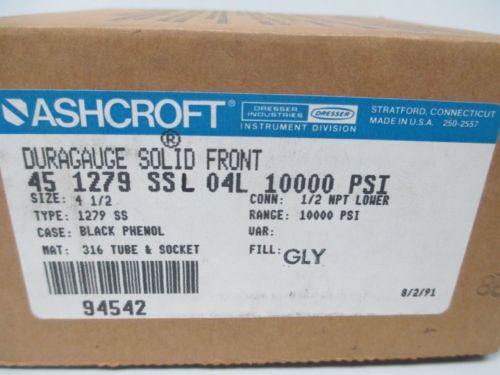 ASHCROFT®
DRESSER INDUSTRIES DRESSER
INSTRUMENT DIVISION
STRATFORD, CONNECTICUT
MADE IN U.S.A. 250-2557
®
DURAGAUGE SOLID FRONT
45 1279 SSL 04L 10000 PSI
SIZE: 4 1/2 CONN: 1/2 NPT LOWER
TYPE: 1279 SS RANGE: 10000 PSI
CASE: BLACK PHENOL VAR:
MAT: 316 TUBE & SOCKET FILL: GLY
94542
8/2/91